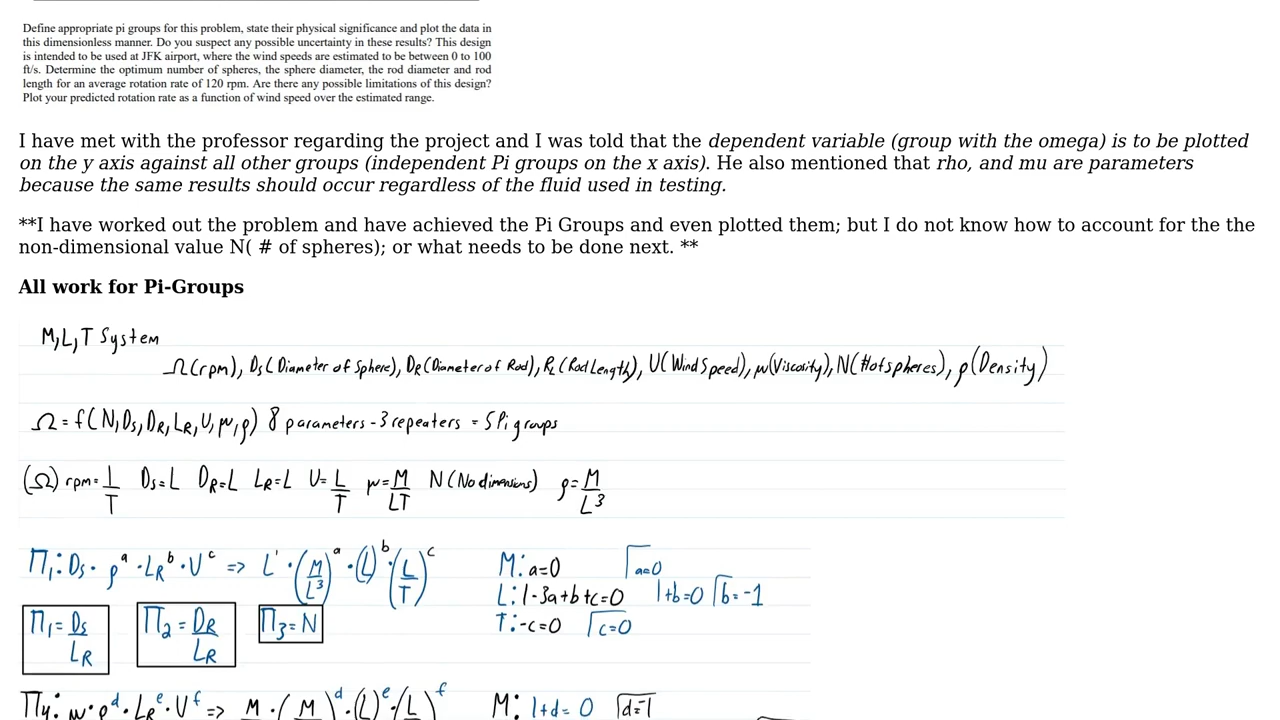 Define appropriate pi groups for this problem, state their physical significance and plot the data in
this dimensionless manner. Do you suspect any possible uncertainty in these results? This design
is intended to be used at JFK airport, where the wind speeds are estimated to be between 0 to 100
ft/s. Determine the optimum number of spheres, the sphere diameter, the rod diameter and rod
length for an average rotation rate of 120 rpm. Are there any possible limitations of this design?
Plot your predicted rotation rate as a function of wind speed over the estimated range.
I have met with the professor regarding the project and I was told that the dependent variable (group with the omega) is to be plotted
on the y axis against all other groups (independent Pi groups on the x axis). He also mentioned that rho, and mu are parameters
because the same results should occur regardless of the fluid used in testing.
**I have worked out the problem and have achieved the Pi Groups and even plotted them; but I do not know how to account for the the
non-dimensional value N( # of spheres); or what needs to be done next. **
All work for Pi-Groups
M,L,T System
Ω(rpm), Ds(Diameter of Sphere), DR(Diameter of Rod), RL(Rod Length), U(Wind Speed), μ(Viscosity), N(# of spheres), ρ(Density)
Ω = f(N,Ds,DR,LR,U,μ,ρ) 8 parameters - 3 repeaters = 5 Pi groups
(Ω) rpm = 1/T Ds=L DR=L LR=L U=L/T μ=M/LT N(No dimensions) ρ=M/L³
Π1: Ds · ρ^a · LR^b · U^c => L^1 · (M/L³)^a · (L)^b (L/T)^c M: a=0 a=0
L: 1-3a+b+c=0 1+b=0 b=-1
T: -c=0 c=0
Π1 = Ds/LR Π2 = DR/LR Π3 = N
Π4: μ · ρ^d · LR^e · U^f => M · (M)^d · (L)^e · (L)^f M: 1+d=0 d=-1